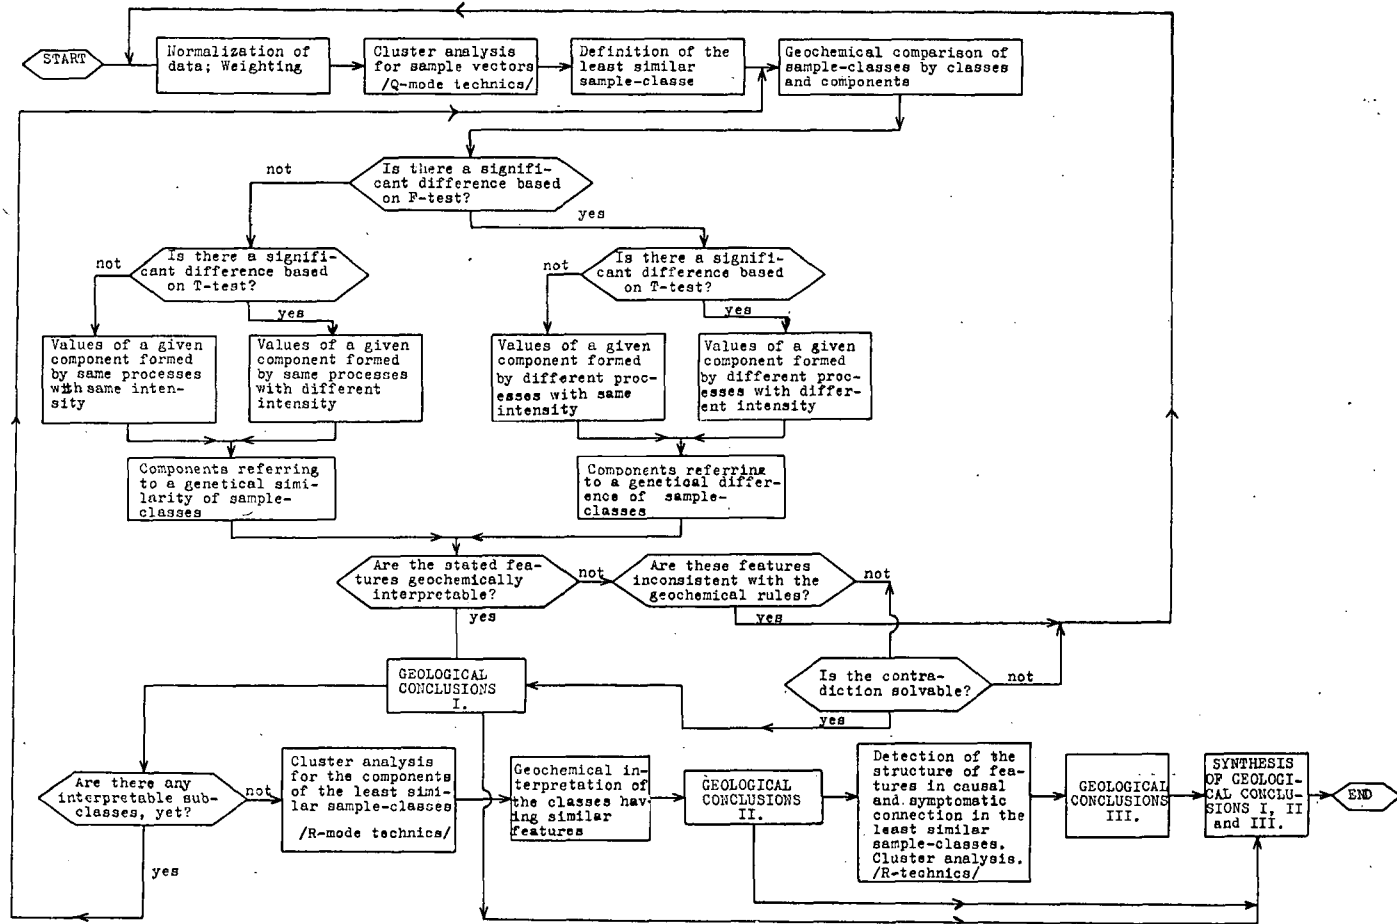 START
Normalization of
data; Weighting
Cluster analysis
for sample vectors
/Q-mode technics/
Definition of the
least similar
sample-classe
Geochemical comparison of
sample-classes by classes
and components
not
Is there a signifi-
cant difference based
on F-test?
yes
not
Is there a signifi-
cant difference based
on T-test?
yes
not
Is there a signifi-
cant difference based
on T-test?
yes
Values of a given
component formed
by same processes
with same inten-
sity
Values of a given
component formed
by same processes
with different
intensity
Values of a given
component formed
by different proc-
esses with same
intensity
Values of a given
component formed
by different proc-
esses with differ-
ent intensity
Components referring
to a genetical simi-
larity of sample-
classes
Components referring
to a genetical differ-
ence of sample-
classes
Are the stated fea-
tures geochemically
interpretable?
not
yes
Are these features
inconsistent with the
geochemical rules?
not
yes
GEOLOGICAL
CONCLUSIONS
I.
Is the contra-
diction solvable?
not
yes
Are there any
interpretable sub-
classes, yet?
not
yes
Cluster analysis
for the components
of the least simi-
lar sample-classes
/R-mode technics/
Geochemical in-
terpretation of
the classes hav-
ing similar
features
GEOLOGICAL
CONCLUSIONS
II.
Detection of the
structure of fea-
tures in causal
and symptomatic
connection in the
least similar
sample-classes.
Cluster analysis.
/R-technics/
GEOLOGICAL
CONCLUSIONS
III.
SYNTHESIS
OF GEOLOGI-
CAL CONCLU-
SIONS I, II
and III.
END